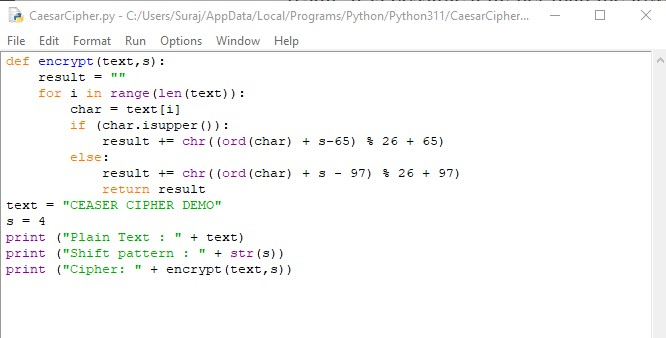 CaesarCipher.py - C:/Users/Suraj/AppData/Local/Programs/Python/Python311/CaesarCipher...
File Edit Format Run Options Window Help
def encrypt(text,s):
    result = ""
    for i in range(len(text)):
        char = text[i]
        if (char.isupper()):
            result += chr((ord(char) + s-65) % 26 + 65)
        else:
            result += chr((ord(char) + s - 97) % 26 + 97)
            return result
text = "CEASER CIPHER DEMO"
s = 4
print ("Plain Text : " + text)
print ("Shift pattern : " + str(s))
print ("Cipher: " + encrypt(text,s))